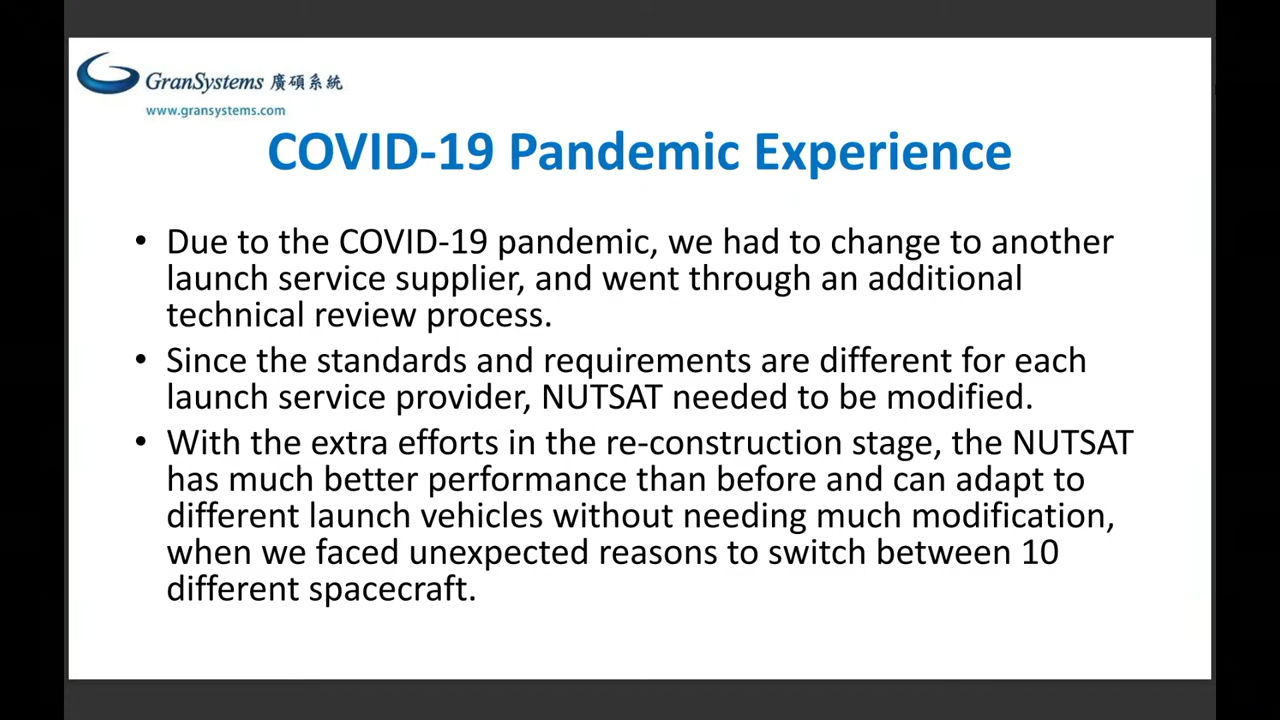 GranSystems 廣碩系統
www.gransystems.com
COVID-19 Pandemic Experience
• Due to the COVID-19 pandemic, we had to change to another
launch service supplier, and went through an additional
technical review process.
• Since the standards and requirements are different for each
launch service provider, NUTSAT needed to be modified.
• With the extra efforts in the re-construction stage, the NUTSAT
has much better performance than before and can adapt to
different launch vehicles without needing much modification,
when we faced unexpected reasons to switch between 10
different spacecraft.